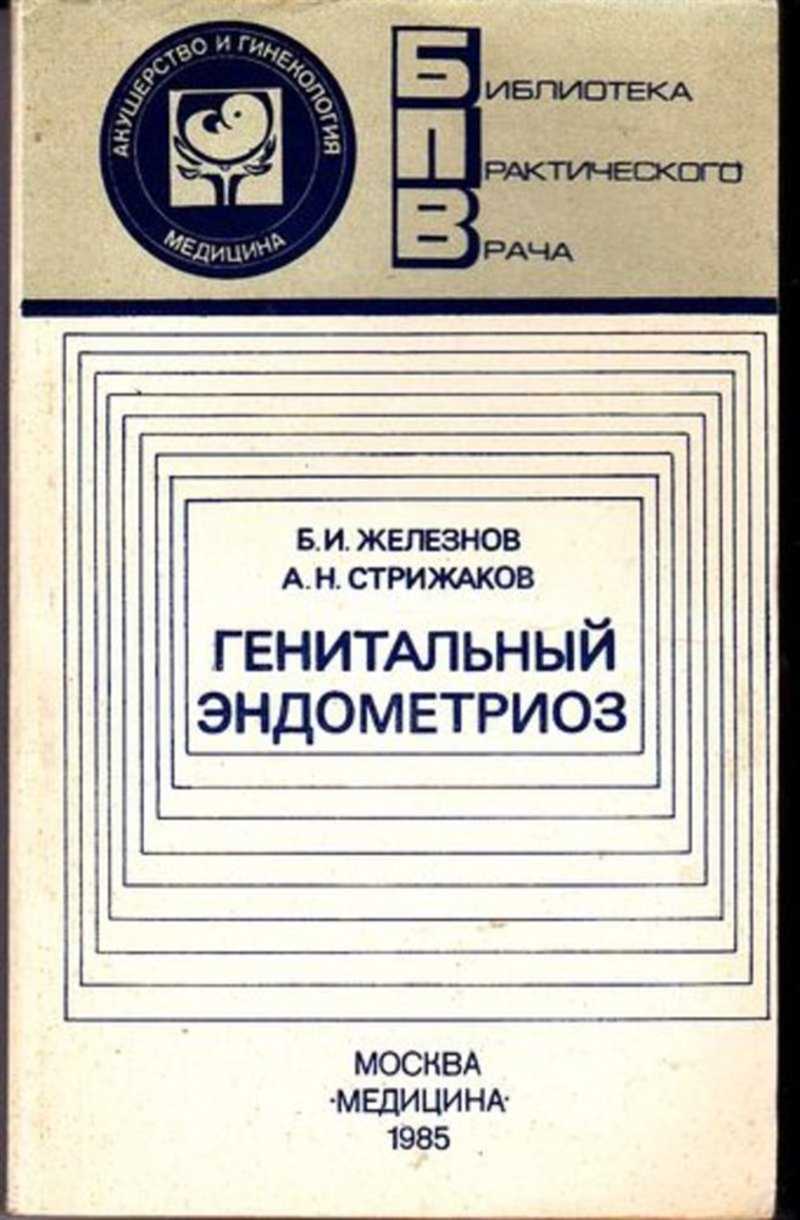 АКУШЕРСТВО И ГИНЕКОЛОГИЯ
МЕДИЦИНА
БИБЛИОТЕКА
ПРАКТИЧЕСКОГО
ВРАЧА
Б.И. ЖЕЛЕЗНОВ
А.Н. СТРИЖАКОВ
ГЕНИТАЛЬНЫЙ
ЭНДОМЕТРИОЗ
МОСКВА
·МЕДИЦИНА·
1985